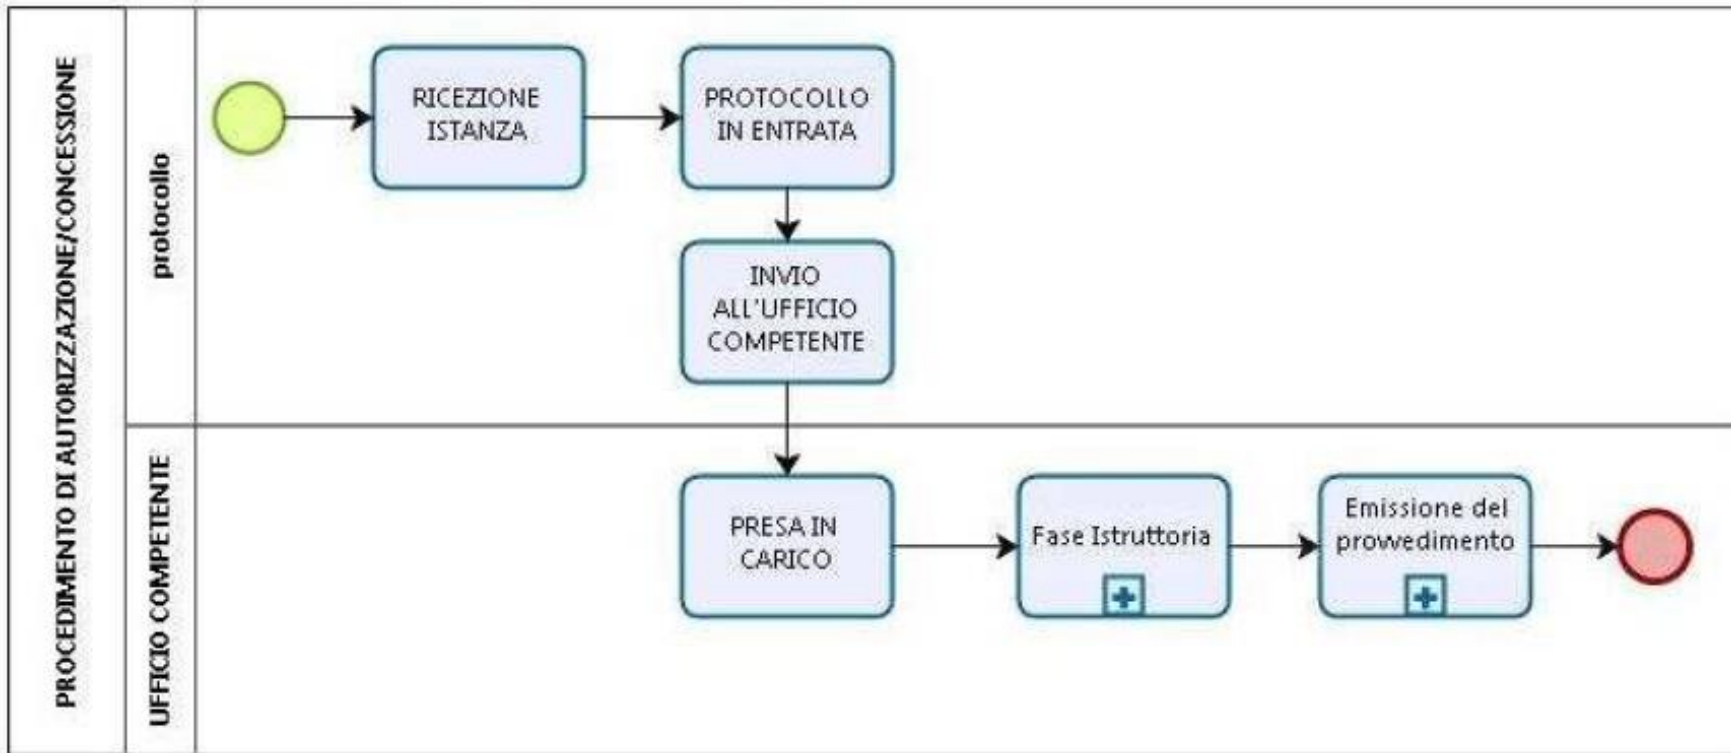 PROCEDIMENTO DI AUTORIZZAZIONE/CONCESSIONE
protocollo
RICEZIONE
ISTANZA
PROTOCOLLO
IN ENTRATA
INVIO
ALL'UFFICIO
COMPETENTE
UFFICIO COMPETENTE
PRESA IN
CARICO
Fase Istruttoria
Emissione del
provvedimento